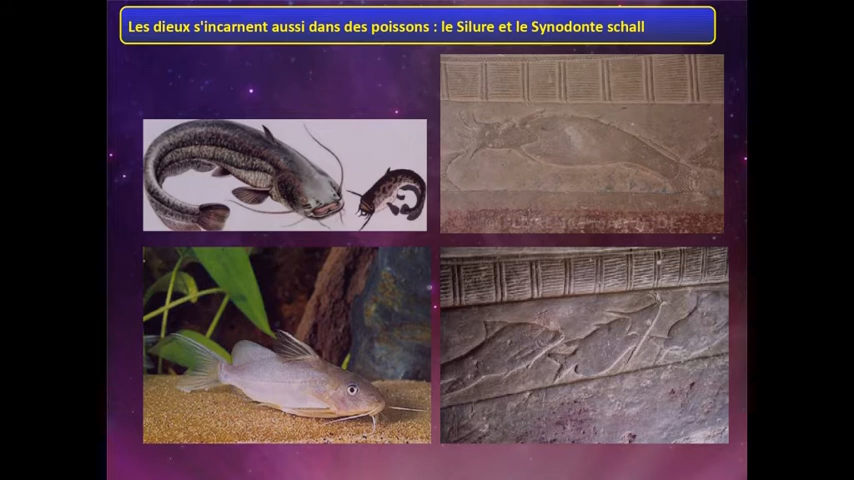 Les dieux s'incarnent aussi dans des poissons : le Silure et le Synodonte schall